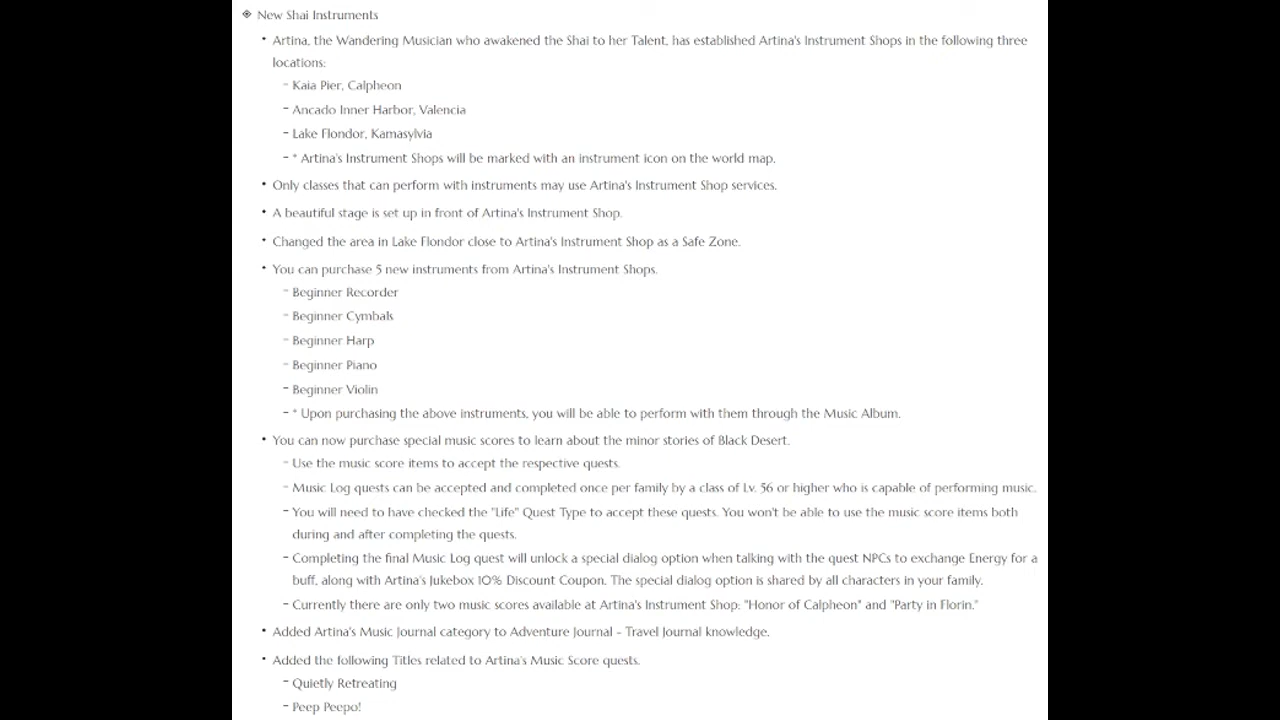 ◈ New Shai Instruments
• Artina, the Wandering Musician who awakened the Shai to her Talent, has established Artina's Instrument Shops in the following three
locations:
- Kaia Pier, Calpheon
- Ancado Inner Harbor, Valencia
- Lake Flondor, Kamasylvia
- * Artina's Instrument Shops will be marked with an instrument icon on the world map.
• Only classes that can perform with instruments may use Artina's Instrument Shop services.
• A beautiful stage is set up in front of Artina's Instrument Shop.
• Changed the area in Lake Flondor close to Artina's Instrument Shop as a Safe Zone.
• You can purchase 5 new instruments from Artina's Instrument Shops.
- Beginner Recorder
- Beginner Cymbals
- Beginner Harp
- Beginner Piano
- Beginner Violin
- * Upon purchasing the above instruments, you will be able to perform with them through the Music Album.
• You can now purchase special music scores to learn about the minor stories of Black Desert.
- Use the music score items to accept the respective quests.
- Music Log quests can be accepted and completed once per family by a class of Lv. 56 or higher who is capable of performing music.
- You will need to have checked the "Life" Quest Type to accept these quests. You won't be able to use the music score items both
during and after completing the quests.
- Completing the final Music Log quest will unlock a special dialog option when talking with the quest NPCs to exchange Energy for a
buff, along with Artina's Jukebox 10% Discount Coupon. The special dialog option is shared by all characters in your family.
- Currently there are only two music scores available at Artina's Instrument Shop: "Honor of Calpheon" and "Party in Florin."
• Added Artina's Music Journal category to Adventure Journal - Travel Journal knowledge.
• Added the following Titles related to Artina's Music Score quests.
- Quietly Retreating
- Peep Peepo!